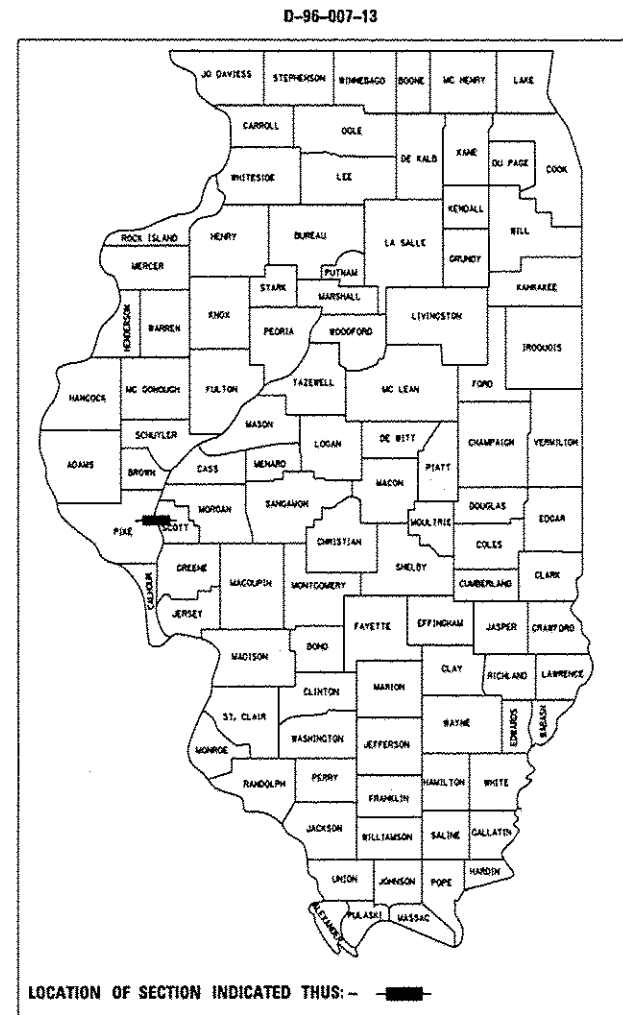 D-96-007-13
JO DAVIESS STEPHENSON WINNEBAGO BOONE MC HENRY LAKE
CARROLL OGLE DE KALB KANE DU PAGE COOK
WHITESIDE LEE KENDALL WILL
ROCK ISLAND HENRY BUREAU LA SALLE GRUNDY
MERCER PUTNAM KANKAKEE
HENDERSON WARREN KNOX STARK MARSHALL LIVINGSTON
PEORIA WOODFORD IROQUOIS
HANCOCK MC DONOUGH FULTON TAZEWELL MC LEAN FORD
SCHUYLER MASON
ADAMS BROWN CASS MENARD LOGAN DE WITT PIATT CHAMPAIGN VERMILION
MACON
PIKE SCOTT MORGAN SANGAMON MOULTRIE DOUGLAS EDGAR
CHRISTIAN COLES
CALHOUN GREENE MACOUPIN MONTGOMERY SHELBY CUMBERLAND CLARK
JERSEY
FAYETTE EFFINGHAM JASPER CRAWFORD
MADISON BOND
CLAY RICHLAND LAWRENCE
CLINTON MARION
ST. CLAIR WAYNE EDWARDS WABASH
MONROE WASHINGTON JEFFERSON
RANDOLPH PERRY HAMILTON WHITE
FRANKLIN
JACKSON WILLIAMSON SALINE GALLATIN
UNION JOHNSON POPE HARDIN
ALEXANDER PULASKI MASSAC
LOCATION OF SECTION INDICATED THUS: -